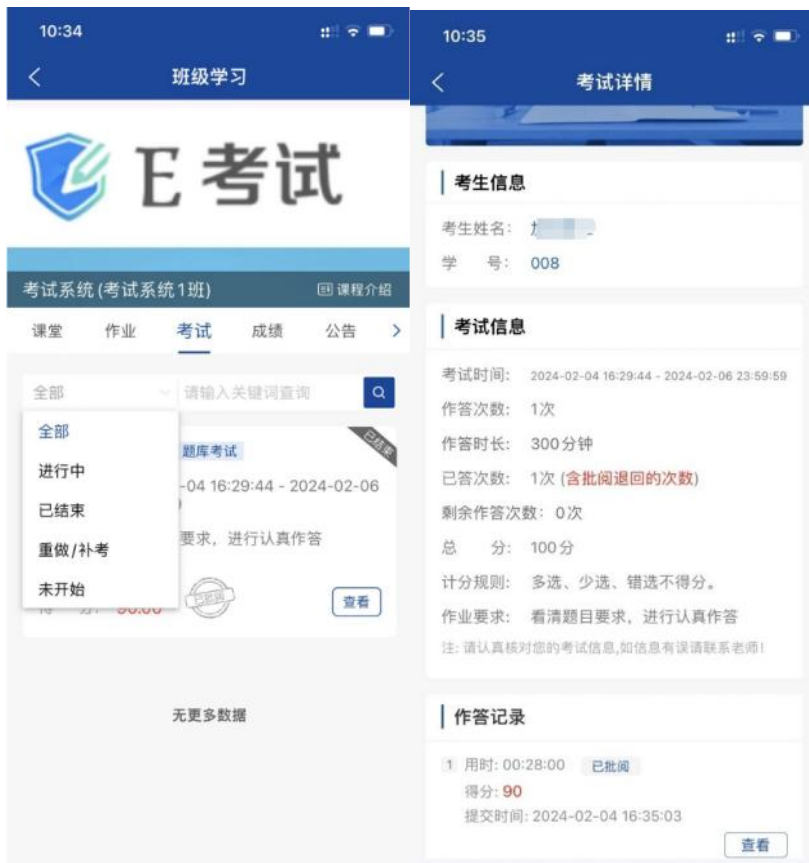 10:34
班级学习
E考试
考试系统(考试系统1班)
课程介绍
课堂 作业 考试 成绩 公告
全部
请输入关键词查询
全部
进行中
已结束
重做/补考
未开始
题库考试
已结束
-04 16:29:44 - 2024-02-06
要求，进行认真作答
90.00
已批阅
查看
无更多数据
10:35
考试详情
考生信息
考生姓名：
学 号： 008
考试信息
考试时间： 2024-02-04 16:29:44 - 2024-02-06 23:59:59
作答次数： 1次
作答时长： 300分钟
已答次数： 1次 (含批阅退回的次数)
剩余作答次数：0次
总 分： 100分
计分规则： 多选、少选、错选不得分。
作业要求： 看清题目要求，进行认真作答
注: 请认真核对您的考试信息,如信息有误请联系老师!
作答记录
1 用时: 00:28:00 已批阅
得分: 90
提交时间: 2024-02-04 16:35:03
查看